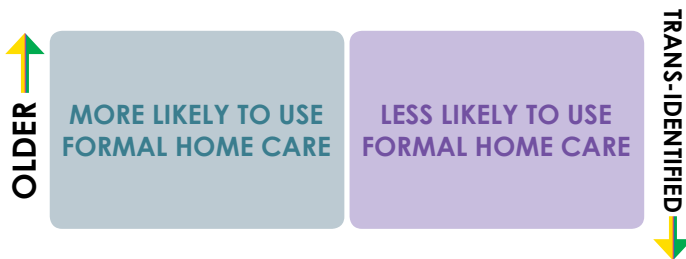 OLDER
MORE LIKELY TO USE
FORMAL HOME CARE
LESS LIKELY TO USE
FORMAL HOME CARE
TRANS-IDENTIFIED